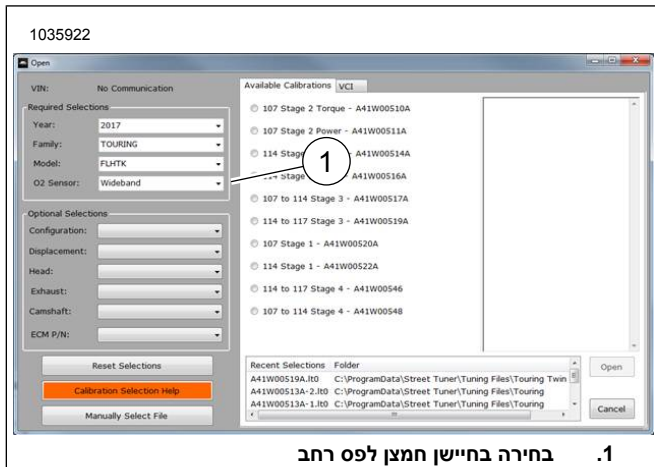 1035922
Open
VIN: No Communication
Required Selections
Year: 2017
Family: TOURING
Model: FLHTK
O2 Sensor: Wideband
Optional Selections
Configuration:
Displacement:
Head:
Exhaust:
Camshaft:
ECM P/N:
Reset Selections
Calibration Selection Help
Manually Select File
Available Calibrations VCI
107 Stage 2 Torque - A41W00510A
107 Stage 2 Power - A41W00511A
114 Stage - A41W00514A
114 Stage A41W00516A
107 to 114 Stage 3 - A41W00517A
114 to 117 Stage 3 - A41W00519A
107 Stage 1 - A41W00520A
114 Stage 1 - A41W00522A
114 to 117 Stage 4 - A41W00546
107 to 114 Stage 4 - A41W00548
1
Recent Selections Folder
A41W00519A.lt0 C:\ProgramData\Street Tuner\Tuning Files\Touring Twin
A41W00513A-2.lt0 C:\ProgramData\Street Tuner\Tuning Files\Touring
A41W00513A-1.lt0 C:\ProgramData\Street Tuner\Tuning Files\Touring
Open
Cancel
1. בחירה בחיישן חמצן לפס רחב